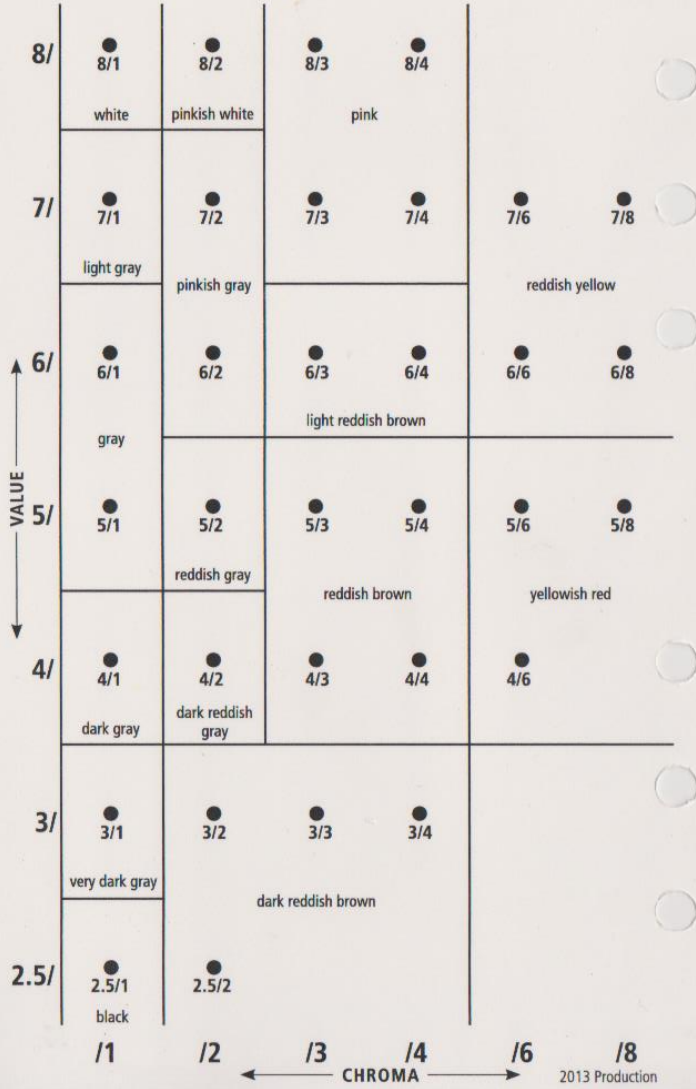 8/
8/1 8/2 8/3 8/4
white pinkish white pink
7/
7/1 7/2 7/3 7/4 7/6 7/8
light gray
pinkish gray reddish yellow
6/
6/1 6/2 6/3 6/4 6/6 6/8
light reddish brown
gray
VALUE
5/
5/1 5/2 5/3 5/4 5/6 5/8
reddish gray
reddish brown yellowish red
4/
4/1 4/2 4/3 4/4 4/6
dark gray
dark reddish
gray
3/
3/1 3/2 3/3 3/4
very dark gray
dark reddish brown
2.5/
2.5/1 2.5/2
black
/1 /2 /3 /4 /6 /8
CHROMA
2013 Production